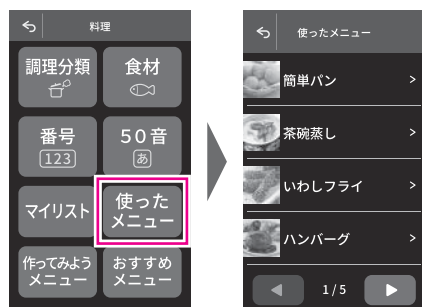 料理
調理分類
食材
番号
123
50音
あ
マイリスト
使った
メニュー
作ってみよう
メニュー
おすすめ
メニュー
使ったメニュー
簡単パン
茶碗蒸し
いわしフライ
ハンバーグ
1/5